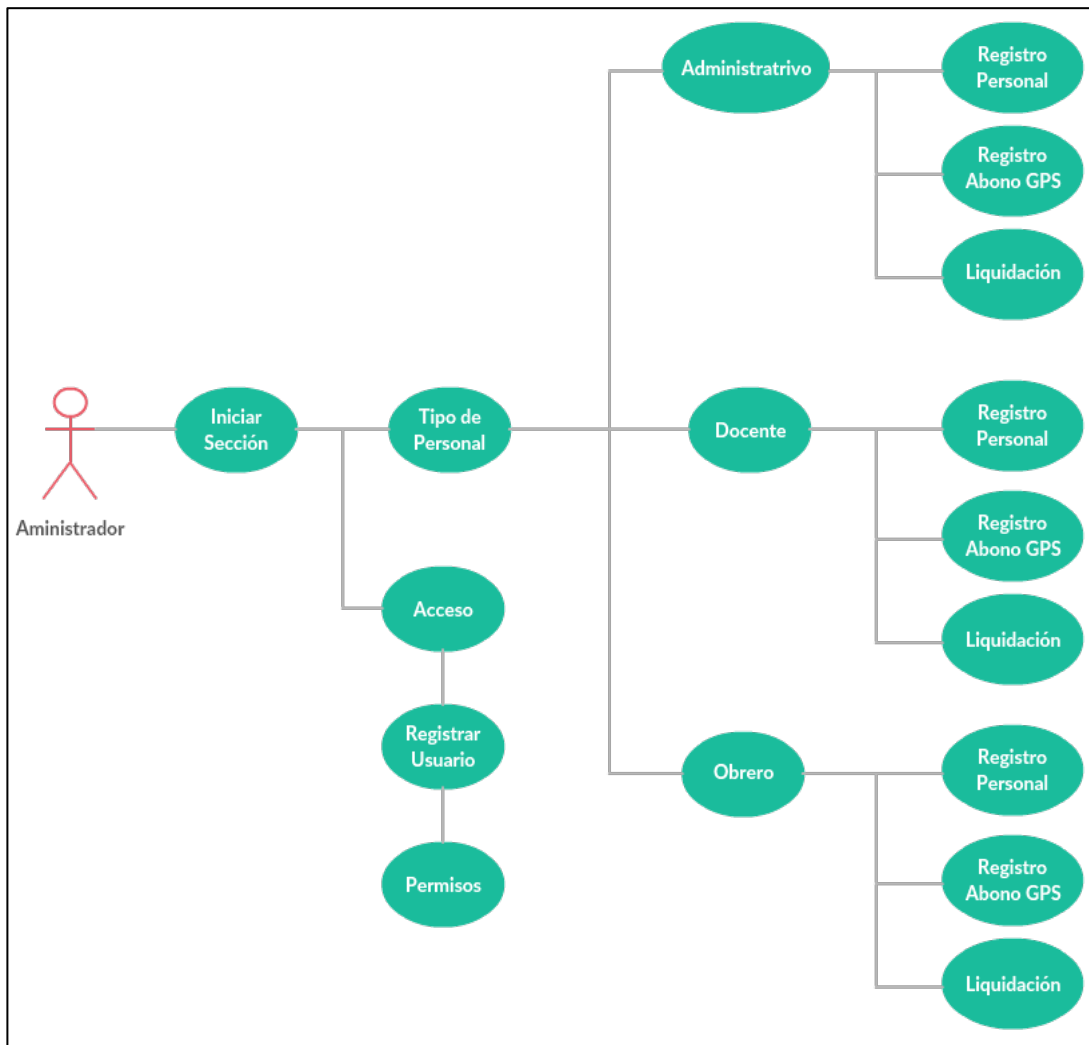 Administratrivo
Registro
Personal
Registro
Abono GPS
Liquidación
Iniciar
Sección
Tipo de
Personal
Docente
Registro
Personal
Registro
Abono GPS
Liquidación
Aministrador
Acceso
Registrar
Usuario
Permisos
Obrero
Registro
Personal
Registro
Abono GPS
Liquidación